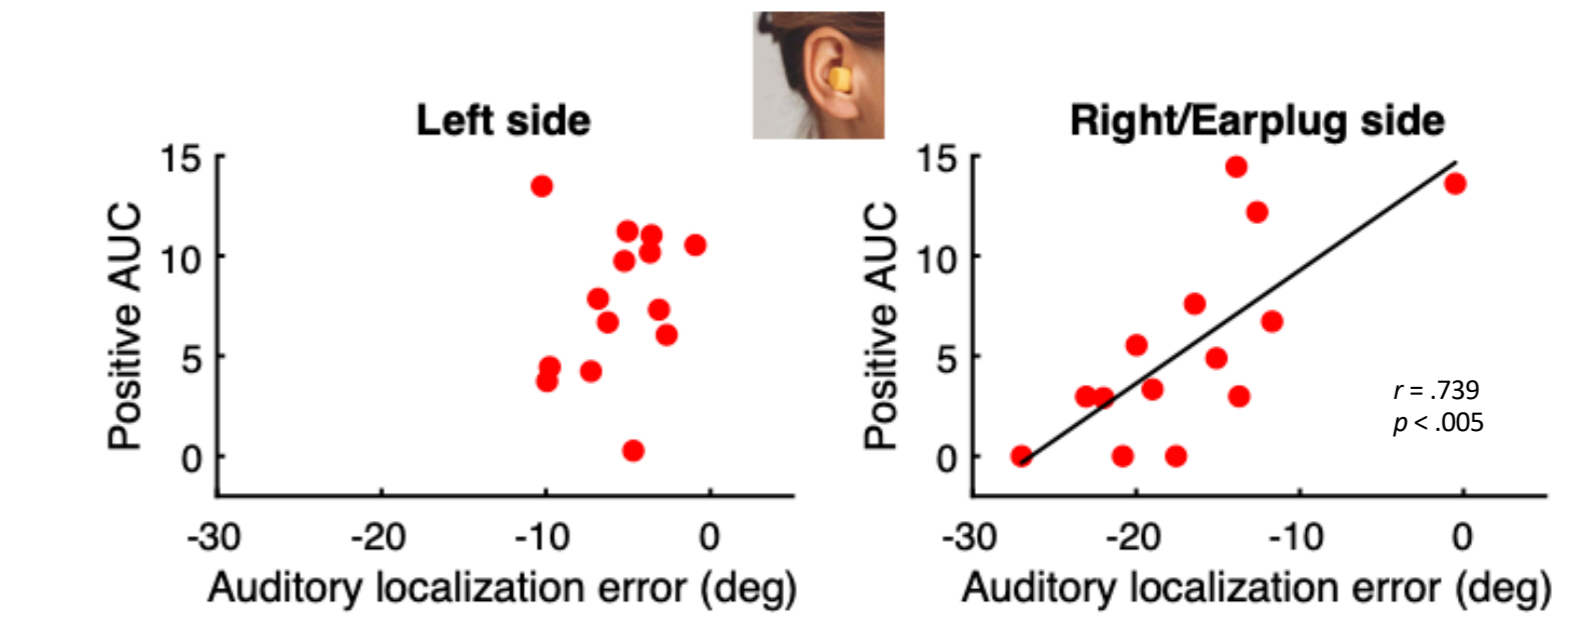 Left side
15
10
5
0
Positive AUC
-30 -20 -10 0
Auditory localization error (deg)
Right/Earplug side
15
10
5
0
Positive AUC
r = .739
p < .005
-30 -20 -10 0
Auditory localization error (deg)